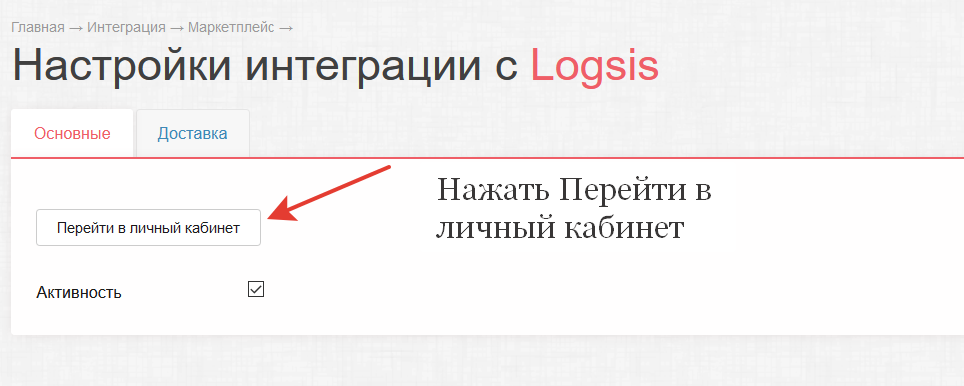 Главная → Интеграция → Маркетплейс →
Настройки интеграции с Logsis
Основные Доставка
Нажать Перейти в
личный кабинет
Перейти в личный кабинет
Активность